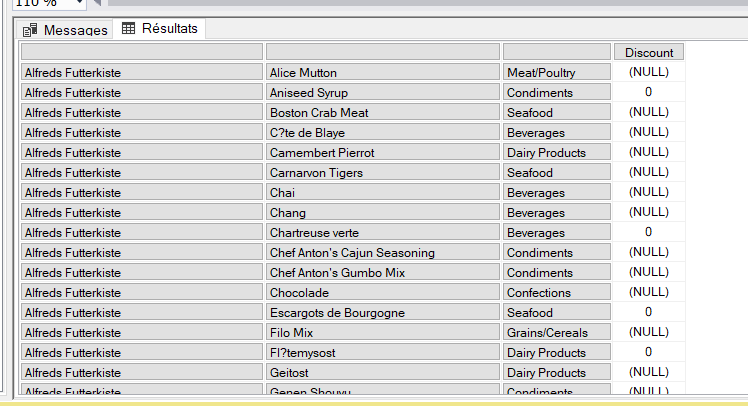 110 %
Messages Résultats
Discount
Alfreds Futterkiste Alice Mutton Meat/Poultry (NULL)
Alfreds Futterkiste Aniseed Syrup Condiments 0
Alfreds Futterkiste Boston Crab Meat Seafood (NULL)
Alfreds Futterkiste C?te de Blaye Beverages (NULL)
Alfreds Futterkiste Camembert Pierrot Dairy Products (NULL)
Alfreds Futterkiste Carnarvon Tigers Seafood (NULL)
Alfreds Futterkiste Chai Beverages (NULL)
Alfreds Futterkiste Chang Beverages (NULL)
Alfreds Futterkiste Chartreuse verte Beverages 0
Alfreds Futterkiste Chef Anton's Cajun Seasoning Condiments (NULL)
Alfreds Futterkiste Chef Anton's Gumbo Mix Condiments (NULL)
Alfreds Futterkiste Chocolade Confections (NULL)
Alfreds Futterkiste Escargots de Bourgogne Seafood 0
Alfreds Futterkiste Filo Mix Grains/Cereals (NULL)
Alfreds Futterkiste Fl?temysost Dairy Products 0
Alfreds Futterkiste Geitost Dairy Products (NULL)
Alfreds Futterkiste Genen Shouyu Condiments (NULL)